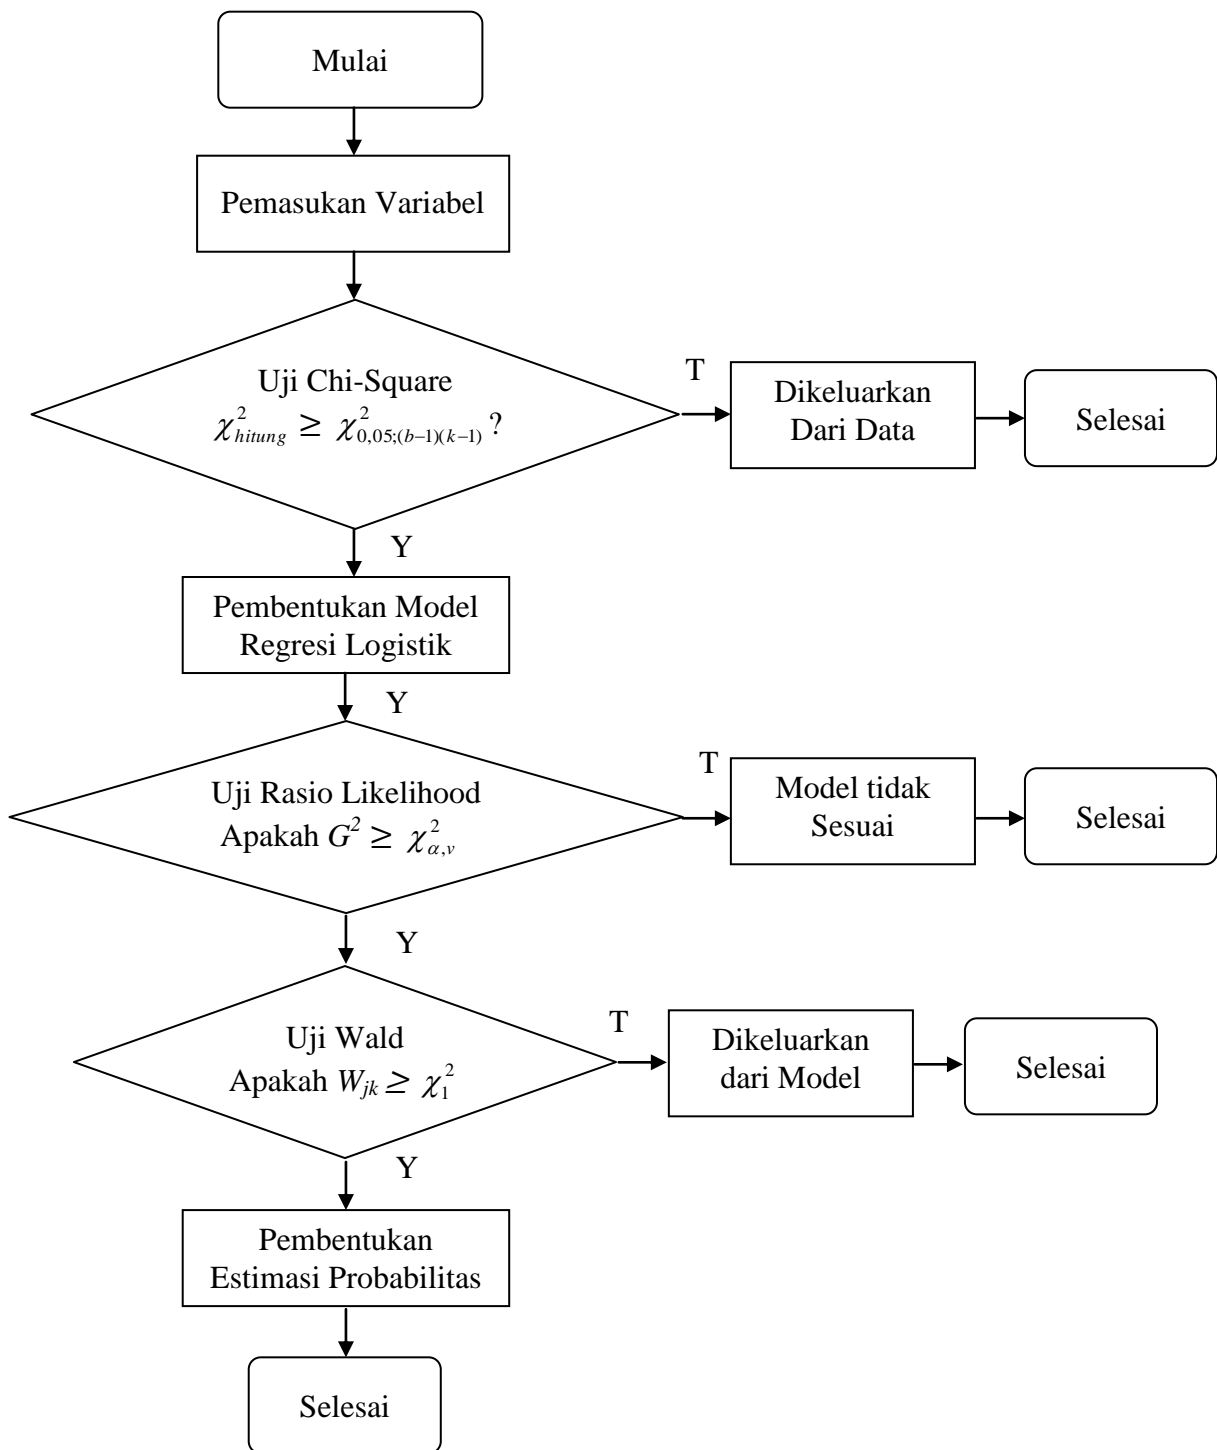 Mulai
Pemasukan Variabel
Uji Chi-Square
χ²hitung ≥ χ²0,05;(b−1)(k−1) ?
T
Dikeluarkan
Dari Data
Selesai
Y
Pembentukan Model
Regresi Logistik
Y
Uji Rasio Likelihood
Apakah G² ≥ χ²α,v
T
Model tidak
Sesuai
Selesai
Y
Uji Wald
Apakah Wjk ≥ χ²1
T
Dikeluarkan
dari Model
Selesai
Y
Pembentukan
Estimasi Probabilitas
Selesai